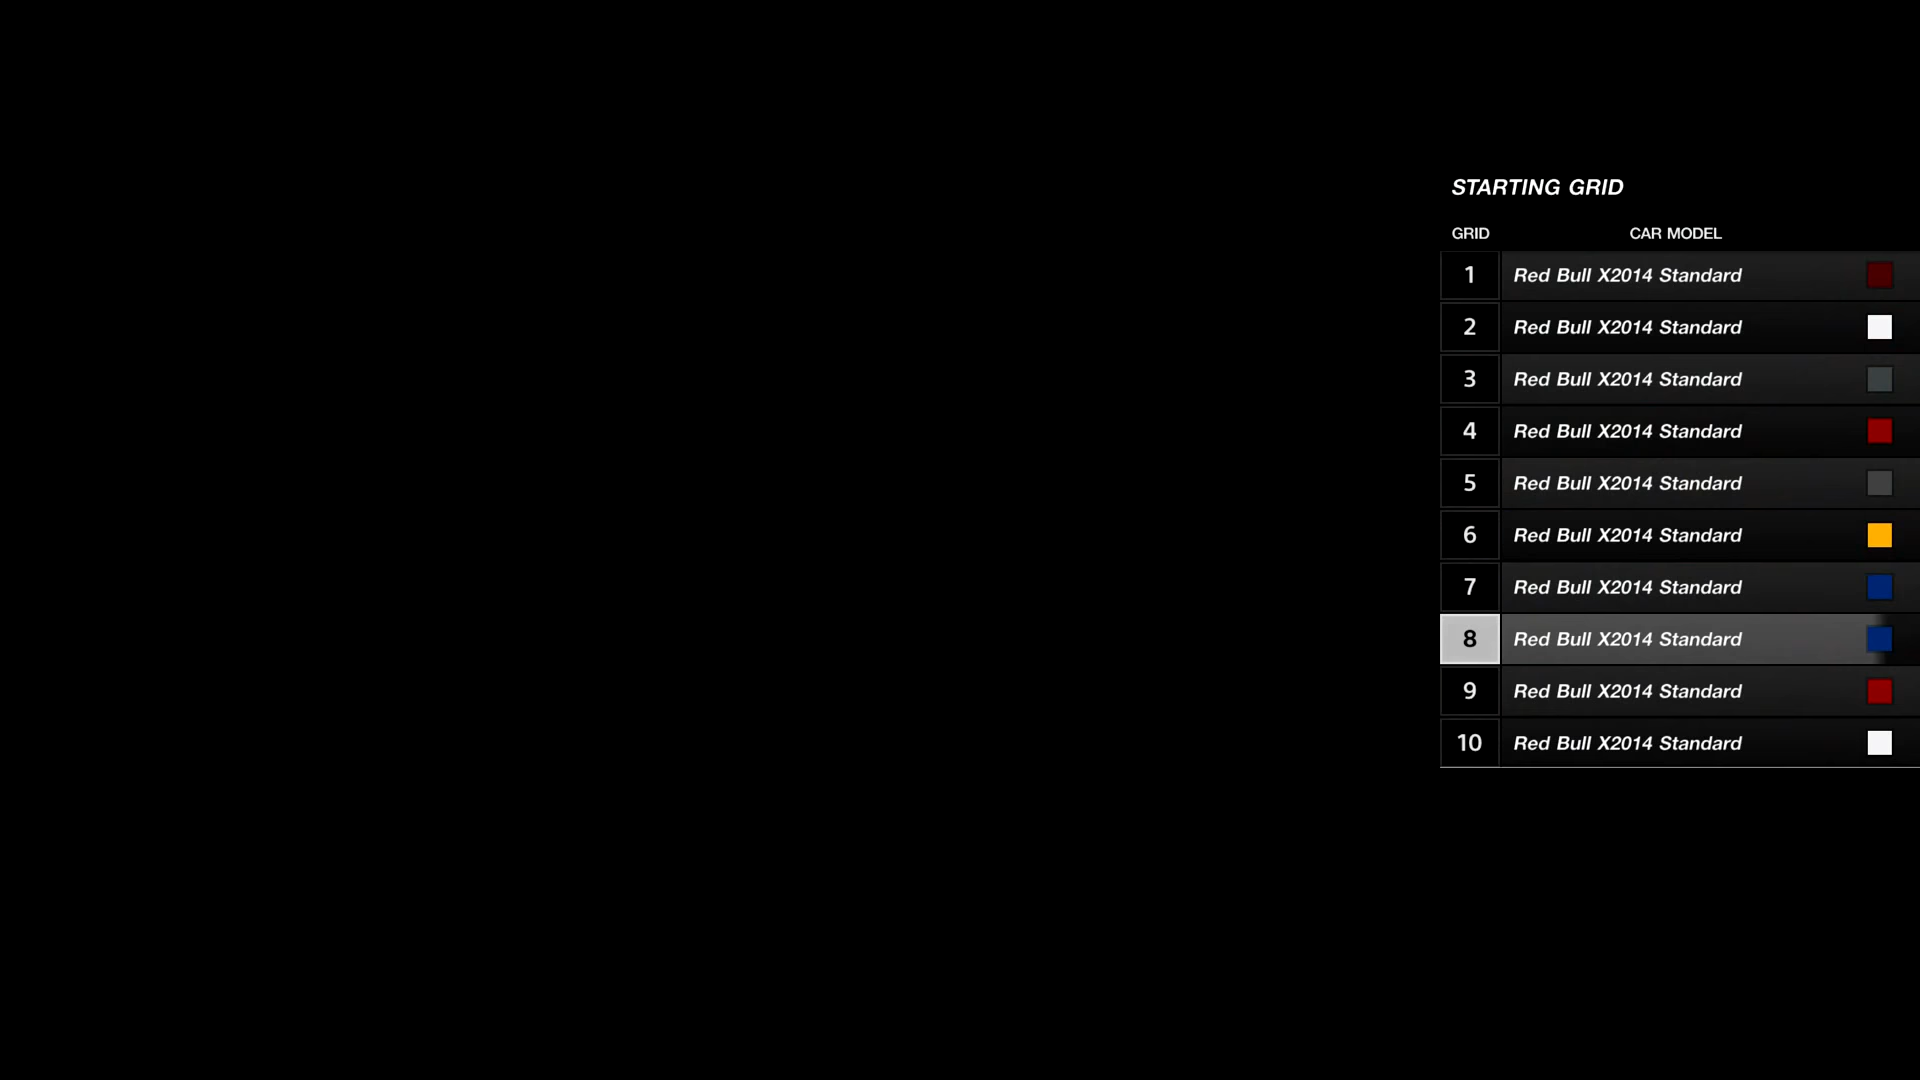 STARTING GRID
GRID CAR MODEL
1 Red Bull X2014 Standard
2 Red Bull X2014 Standard
3 Red Bull X2014 Standard
4 Red Bull X2014 Standard
5 Red Bull X2014 Standard
6 Red Bull X2014 Standard
7 Red Bull X2014 Standard
8 Red Bull X2014 Standard
9 Red Bull X2014 Standard
10 Red Bull X2014 Standard